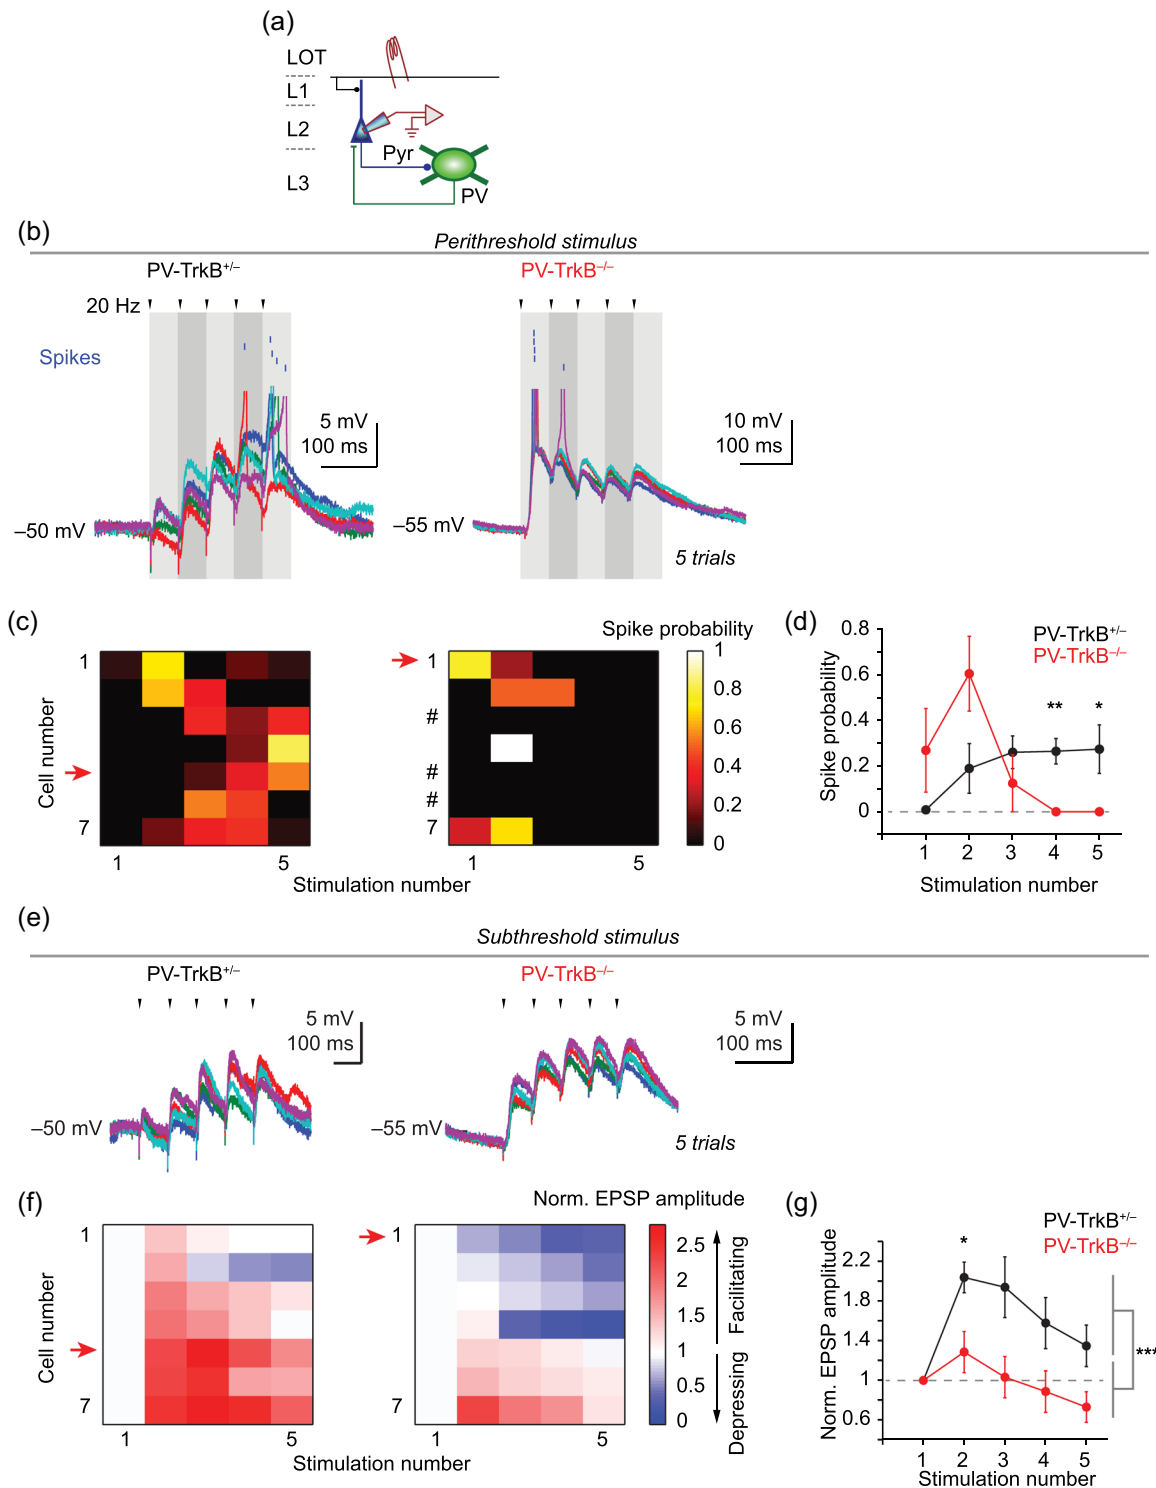 (a)
LOT
L1
L2
L3
Pyr
PV
(b)
Perithreshold stimulus
PV-TrkB+/–
PV-TrkB–/–
20 Hz
Spikes
5 mV
100 ms
10 mV
100 ms
–50 mV
–55 mV
5 trials
(c)
Spike probability
1
7
Cell number
1
#
#
#
7
1
0.8
0.6
0.4
0.2
0
1
5
1
5
Stimulation number
(d)
0.8
0.6
0.4
0.2
0
Spike probability
PV-TrkB+/–
PV-TrkB–/–
**
*
1
2
3
4
5
Stimulation number
(e)
Subthreshold stimulus
PV-TrkB+/–
PV-TrkB–/–
5 mV
100 ms
5 mV
100 ms
–50 mV
–55 mV
5 trials
(f)
Norm. EPSP amplitude
1
7
Cell number
1
7
2.5
2
1.5
1
0.5
0
Facilitating
Depressing
1
5
1
5
Stimulation number
(g)
PV-TrkB+/–
PV-TrkB–/–
Norm. EPSP amplitude
2.2
1.8
1.4
1
0.6
*
***
1
2
3
4
5
Stimulation number